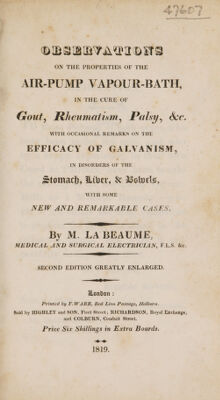 47607
OBSERVATIONS
ON THE PROPERTIES OF THE
AIR-PUMP VAPOUR-BATH,
IN THE CURE OF
Gout, Rheumatism, Palsy, &c.
WITH OCCASIONAL REMARKS ON THE
EFFICACY OF GALVANISM,
IN DISORDERS OF THE
Stomach, Liver, & Bowels,
WITH SOME
NEW AND REMARKABLE CASES.
By M. LA BEAUME,
MEDICAL AND SURGICAL ELECTRICIAN, F.L.S. &c.
SECOND EDITION GREATLY ENLARGED.
London:
Printed by F. WARR, Red Lion Passage, Holborn.
Sold by HIGHLEY and SON, Fleet Street; RICHARDSON, Royal Exchange,
and COLBURN, Conduit Street.
Price Six Shillings in Extra Boards.
1819.